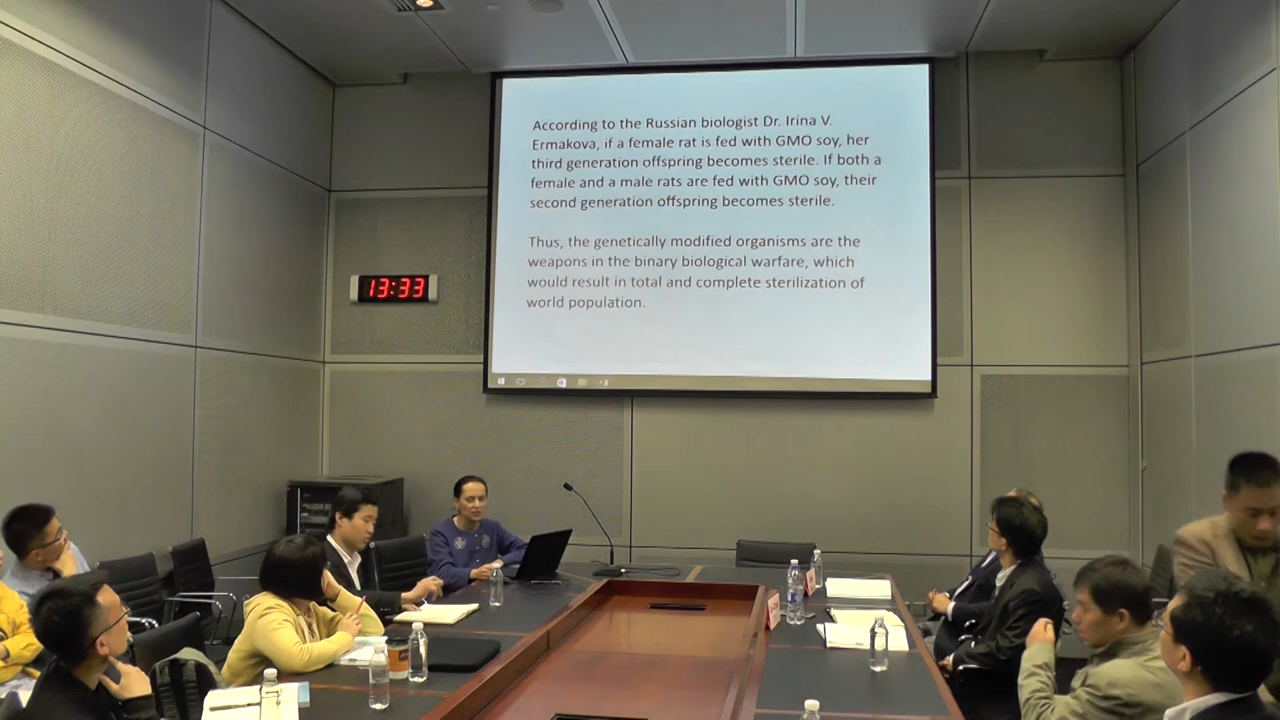 According to the Russian biologist Dr. Irina V.
Ermakova, if a female rat is fed with GMO soy, her
third generation offspring becomes sterile. If both a
female and a male rats are fed with GMO soy, their
second generation offspring becomes sterile.
Thus, the genetically modified organisms are the
weapons in the binary biological warfare, which
would result in total and complete sterilization of
world population.
13:33